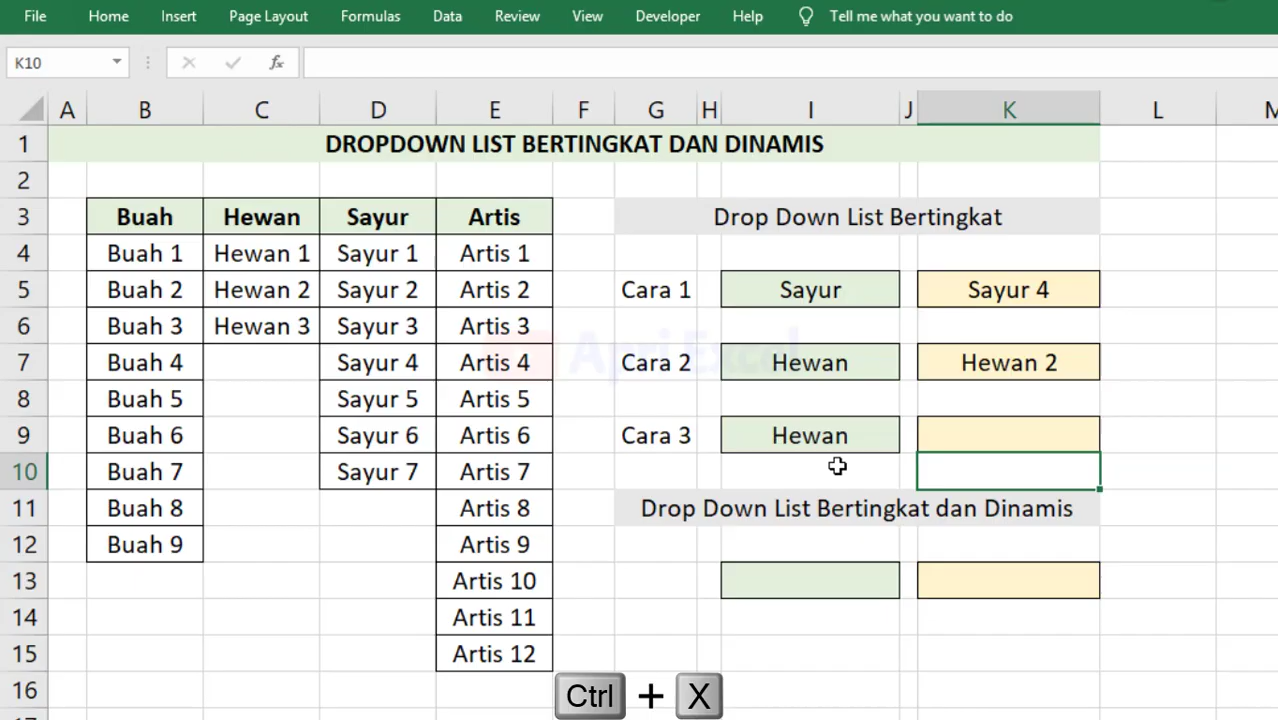 File Home Insert Page Layout Formulas Data Review View Developer Help Tell me what you want to do
K10 fx
A B C D E F G H I J K L M
1 DROPDOWN LIST BERTINGKAT DAN DINAMIS
2
3 Buah Hewan Sayur Artis Drop Down List Bertingkat
4 Buah 1 Hewan 1 Sayur 1 Artis 1
5 Buah 2 Hewan 2 Sayur 2 Artis 2 Cara 1 Sayur Sayur 4
6 Buah 3 Hewan 3 Sayur 3 Artis 3
Apri Excel
7 Buah 4 Sayur 4 Artis 4 Cara 2 Hewan Hewan 2
8 Buah 5 Sayur 5 Artis 5
9 Buah 6 Sayur 6 Artis 6 Cara 3 Hewan
10 Buah 7 Sayur 7 Artis 7
11 Buah 8 Artis 8 Drop Down List Bertingkat dan Dinamis
12 Buah 9 Artis 9
13 Artis 10
14 Artis 11
15 Artis 12
16
Ctrl + X
17